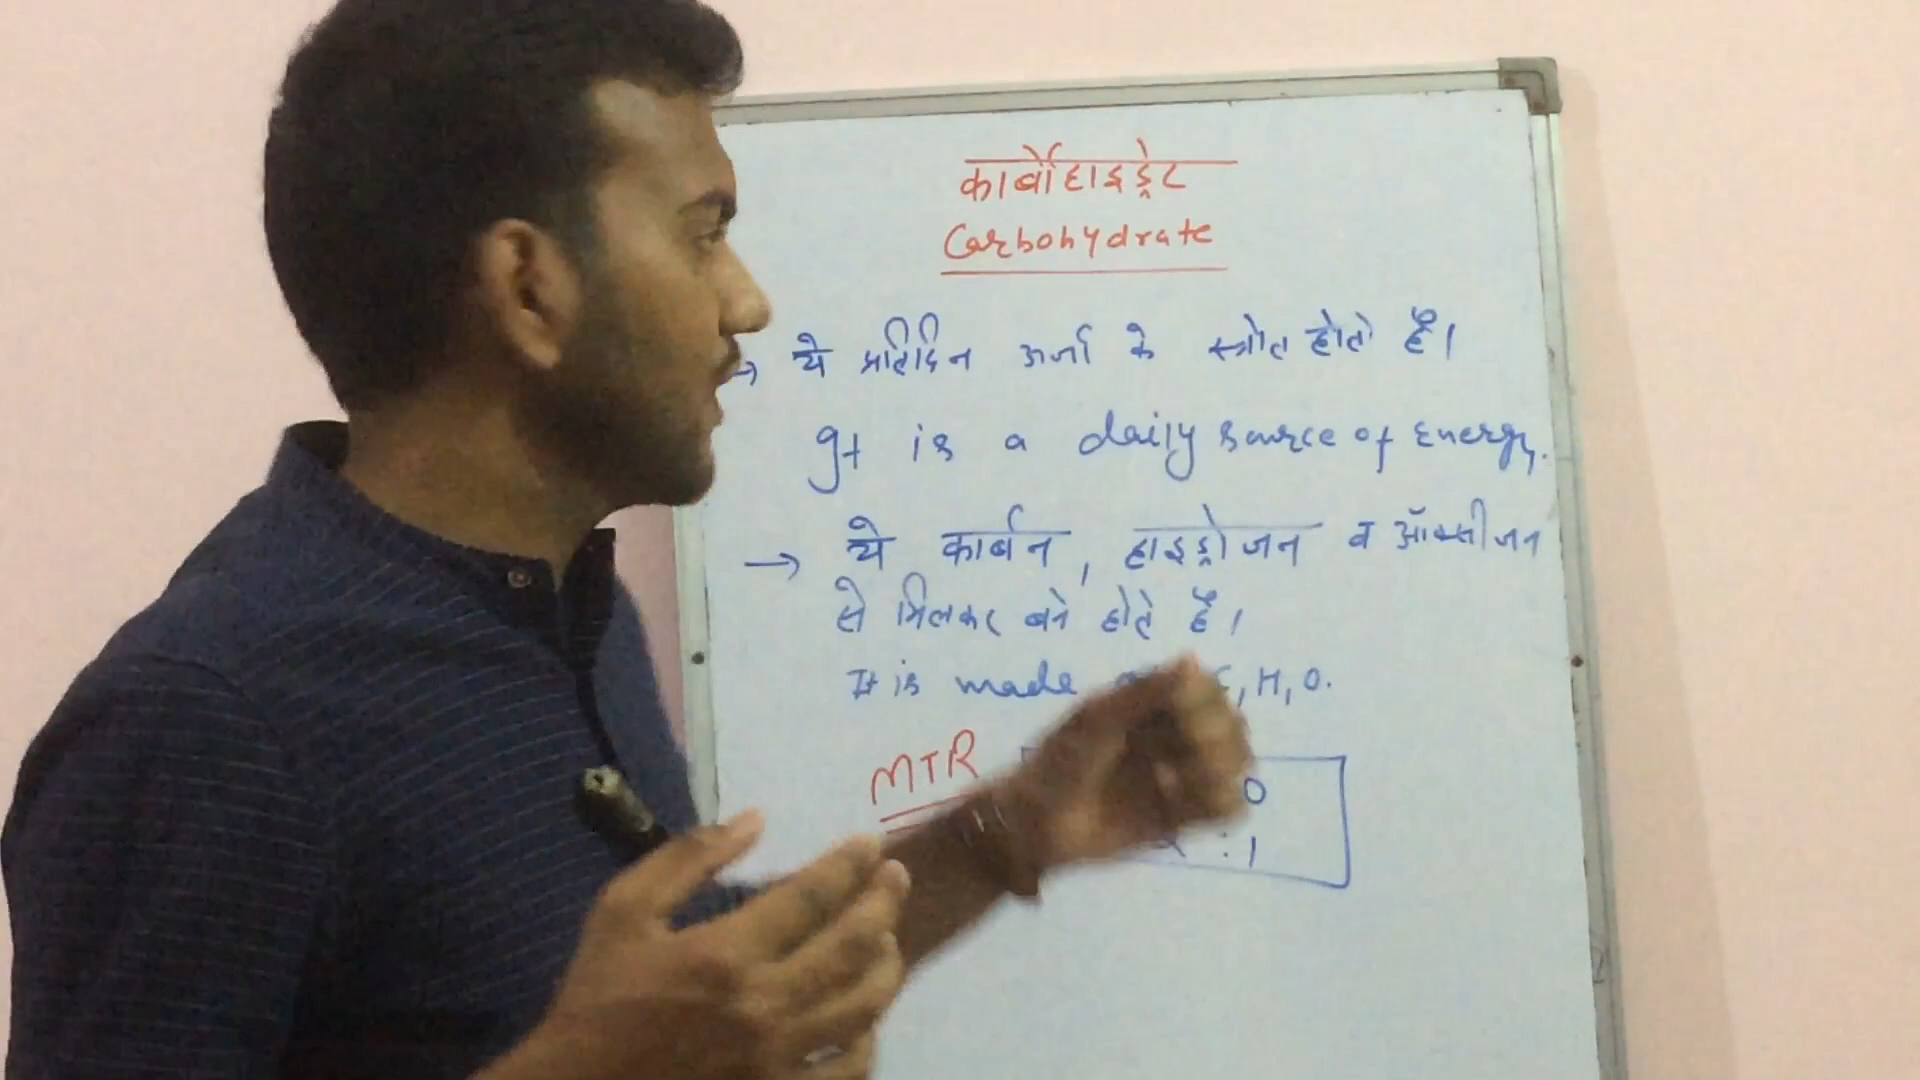 कार्बोहाइड्रेट
Carbohydrate
→ ये प्रतिदिन ऊर्जा के स्त्रोत होते है।
It is a daily source of Energy.
→ ये कार्बन, हाइड्रोजन व ऑक्सीजन
से मिलकर बने होते है।
It is made C, H, O.
MTR
O
: 1